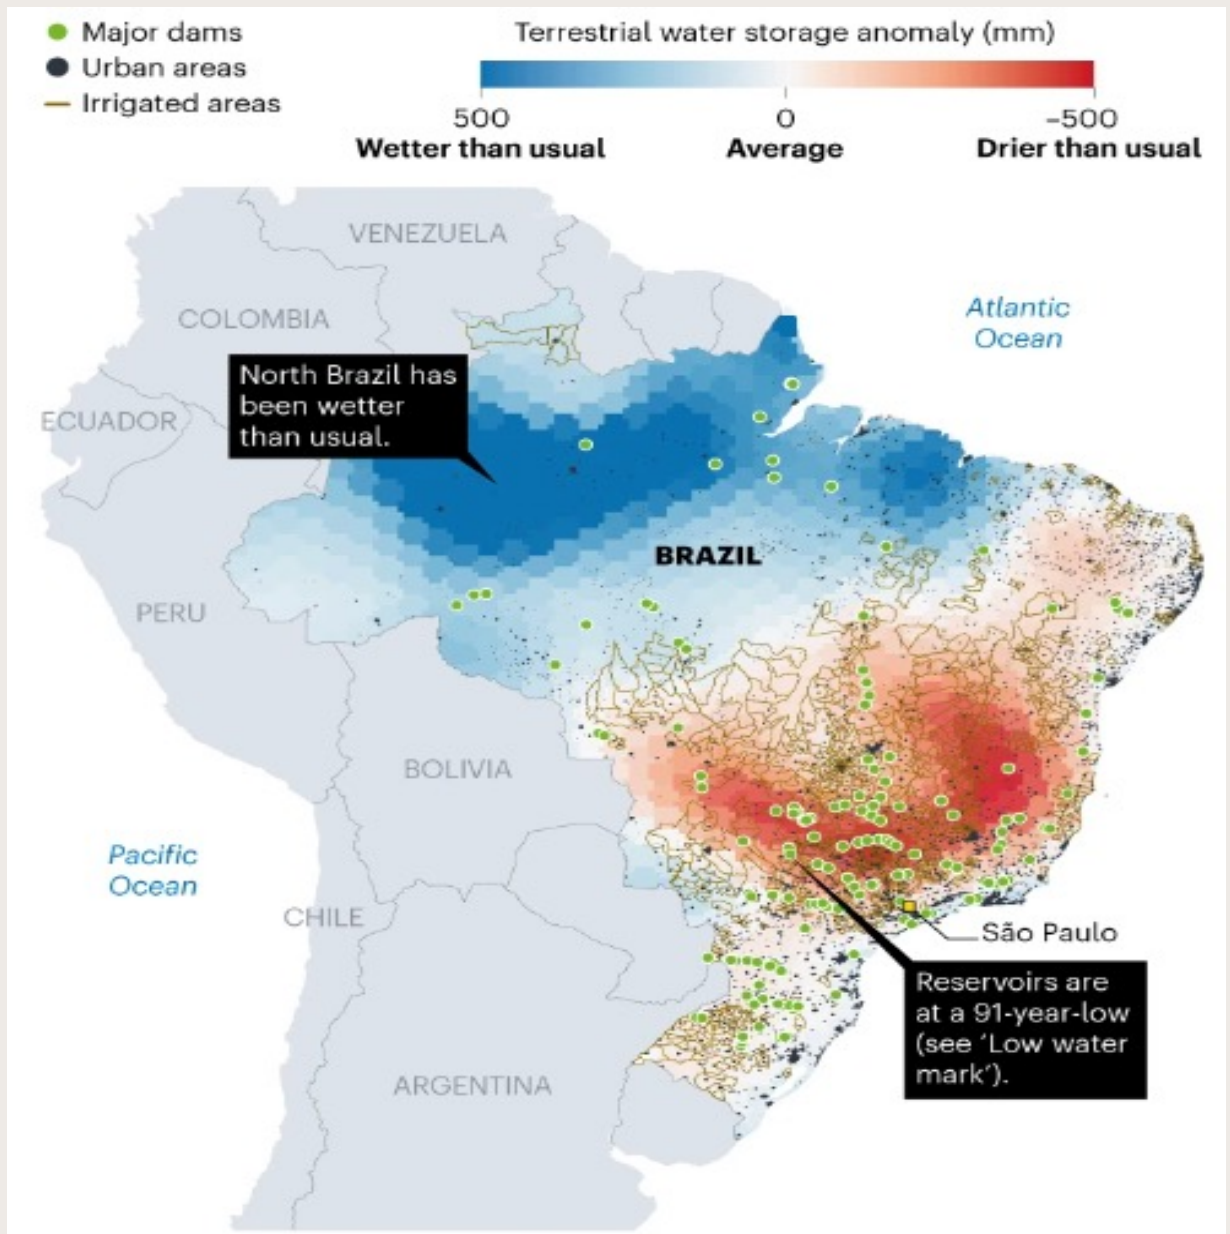 Major dams
Urban areas
Irrigated areas
Terrestrial water storage anomaly (mm)
500
0
–500
Wetter than usual
Average
Drier than usual
VENEZUELA
COLOMBIA
Atlantic
Ocean
North Brazil has
been wetter
than usual.
ECUADOR
BRAZIL
PERU
BOLIVIA
Pacific
Ocean
CHILE
São Paulo
Reservoirs are
at a 91-year-low
(see ‘Low water
mark’).
ARGENTINA